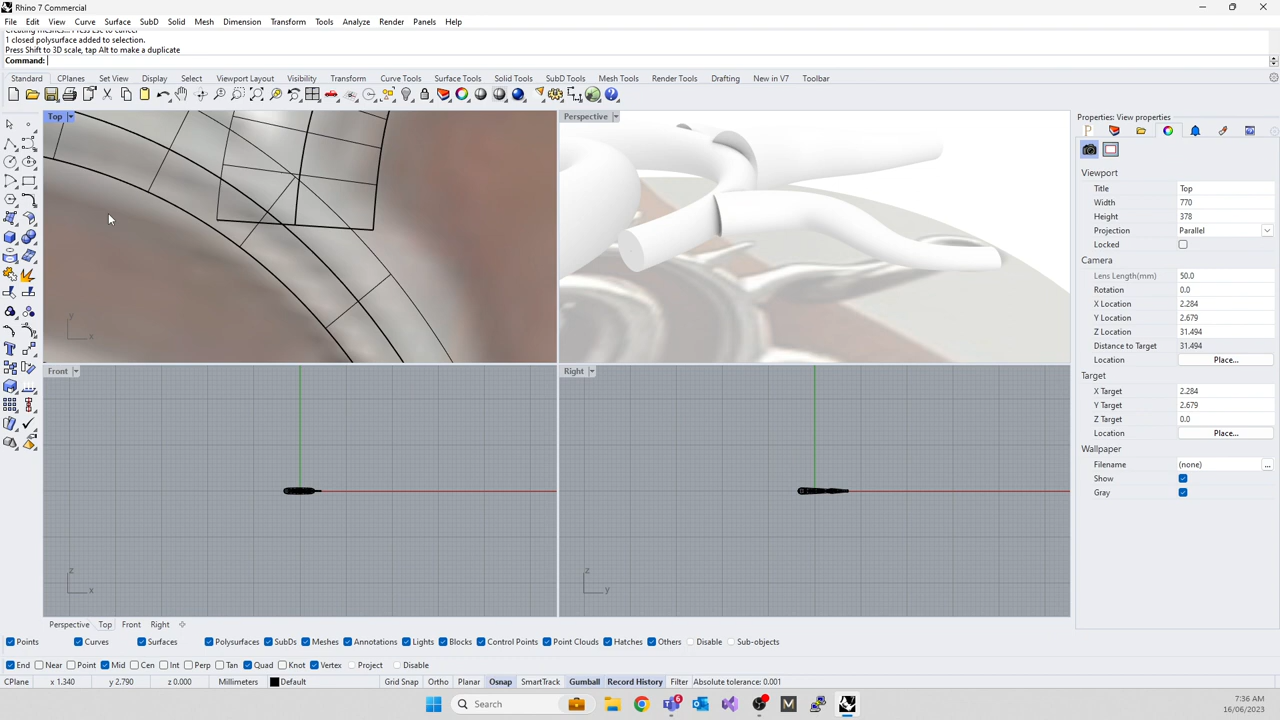 Rhino 7 Commercial
File Edit View Curve Surface SubD Solid Mesh Dimension Transform Tools Analyze Render Panels Help
1 closed polysurface added to selection.
Press Shift to 3D scale, tap Alt to make a duplicate
Command:
Standard CPlanes Set View Display Select Viewport Layout Visibility Transform Curve Tools Surface Tools Solid Tools SubD Tools Mesh Tools Render Tools Drafting New in V7 Toolbar
Top
y
x
Perspective
Front
z
x
Right
z
y
Perspective Top Front Right
Properties: View properties
Viewport
Title Top
Width 770
Height 378
Projection Parallel
Locked
Camera
Lens Length(mm) 50.0
Rotation 0.0
X Location 2.284
Y Location 2.679
Z Location 31.494
Distance to Target 31.494
Location Place...
Target
X Target 2.284
Y Target 2.679
Z Target 0.0
Location Place...
Wallpaper
Filename (none) ...
Show
Gray
Points Curves Surfaces Polysurfaces SubDs Meshes Annotations Lights Blocks Control Points Point Clouds Hatches Others Disable Sub-objects
End Near Point Mid Cen Int Perp Tan Quad Knot Vertex Project Disable
CPlane x 1.340 y 2.790 z 0.000 Millimeters Default Grid Snap Ortho Planar Osnap SmartTrack Gumball Record History Filter Absolute tolerance: 0.001
Search
6
7:36 AM
16/06/2023